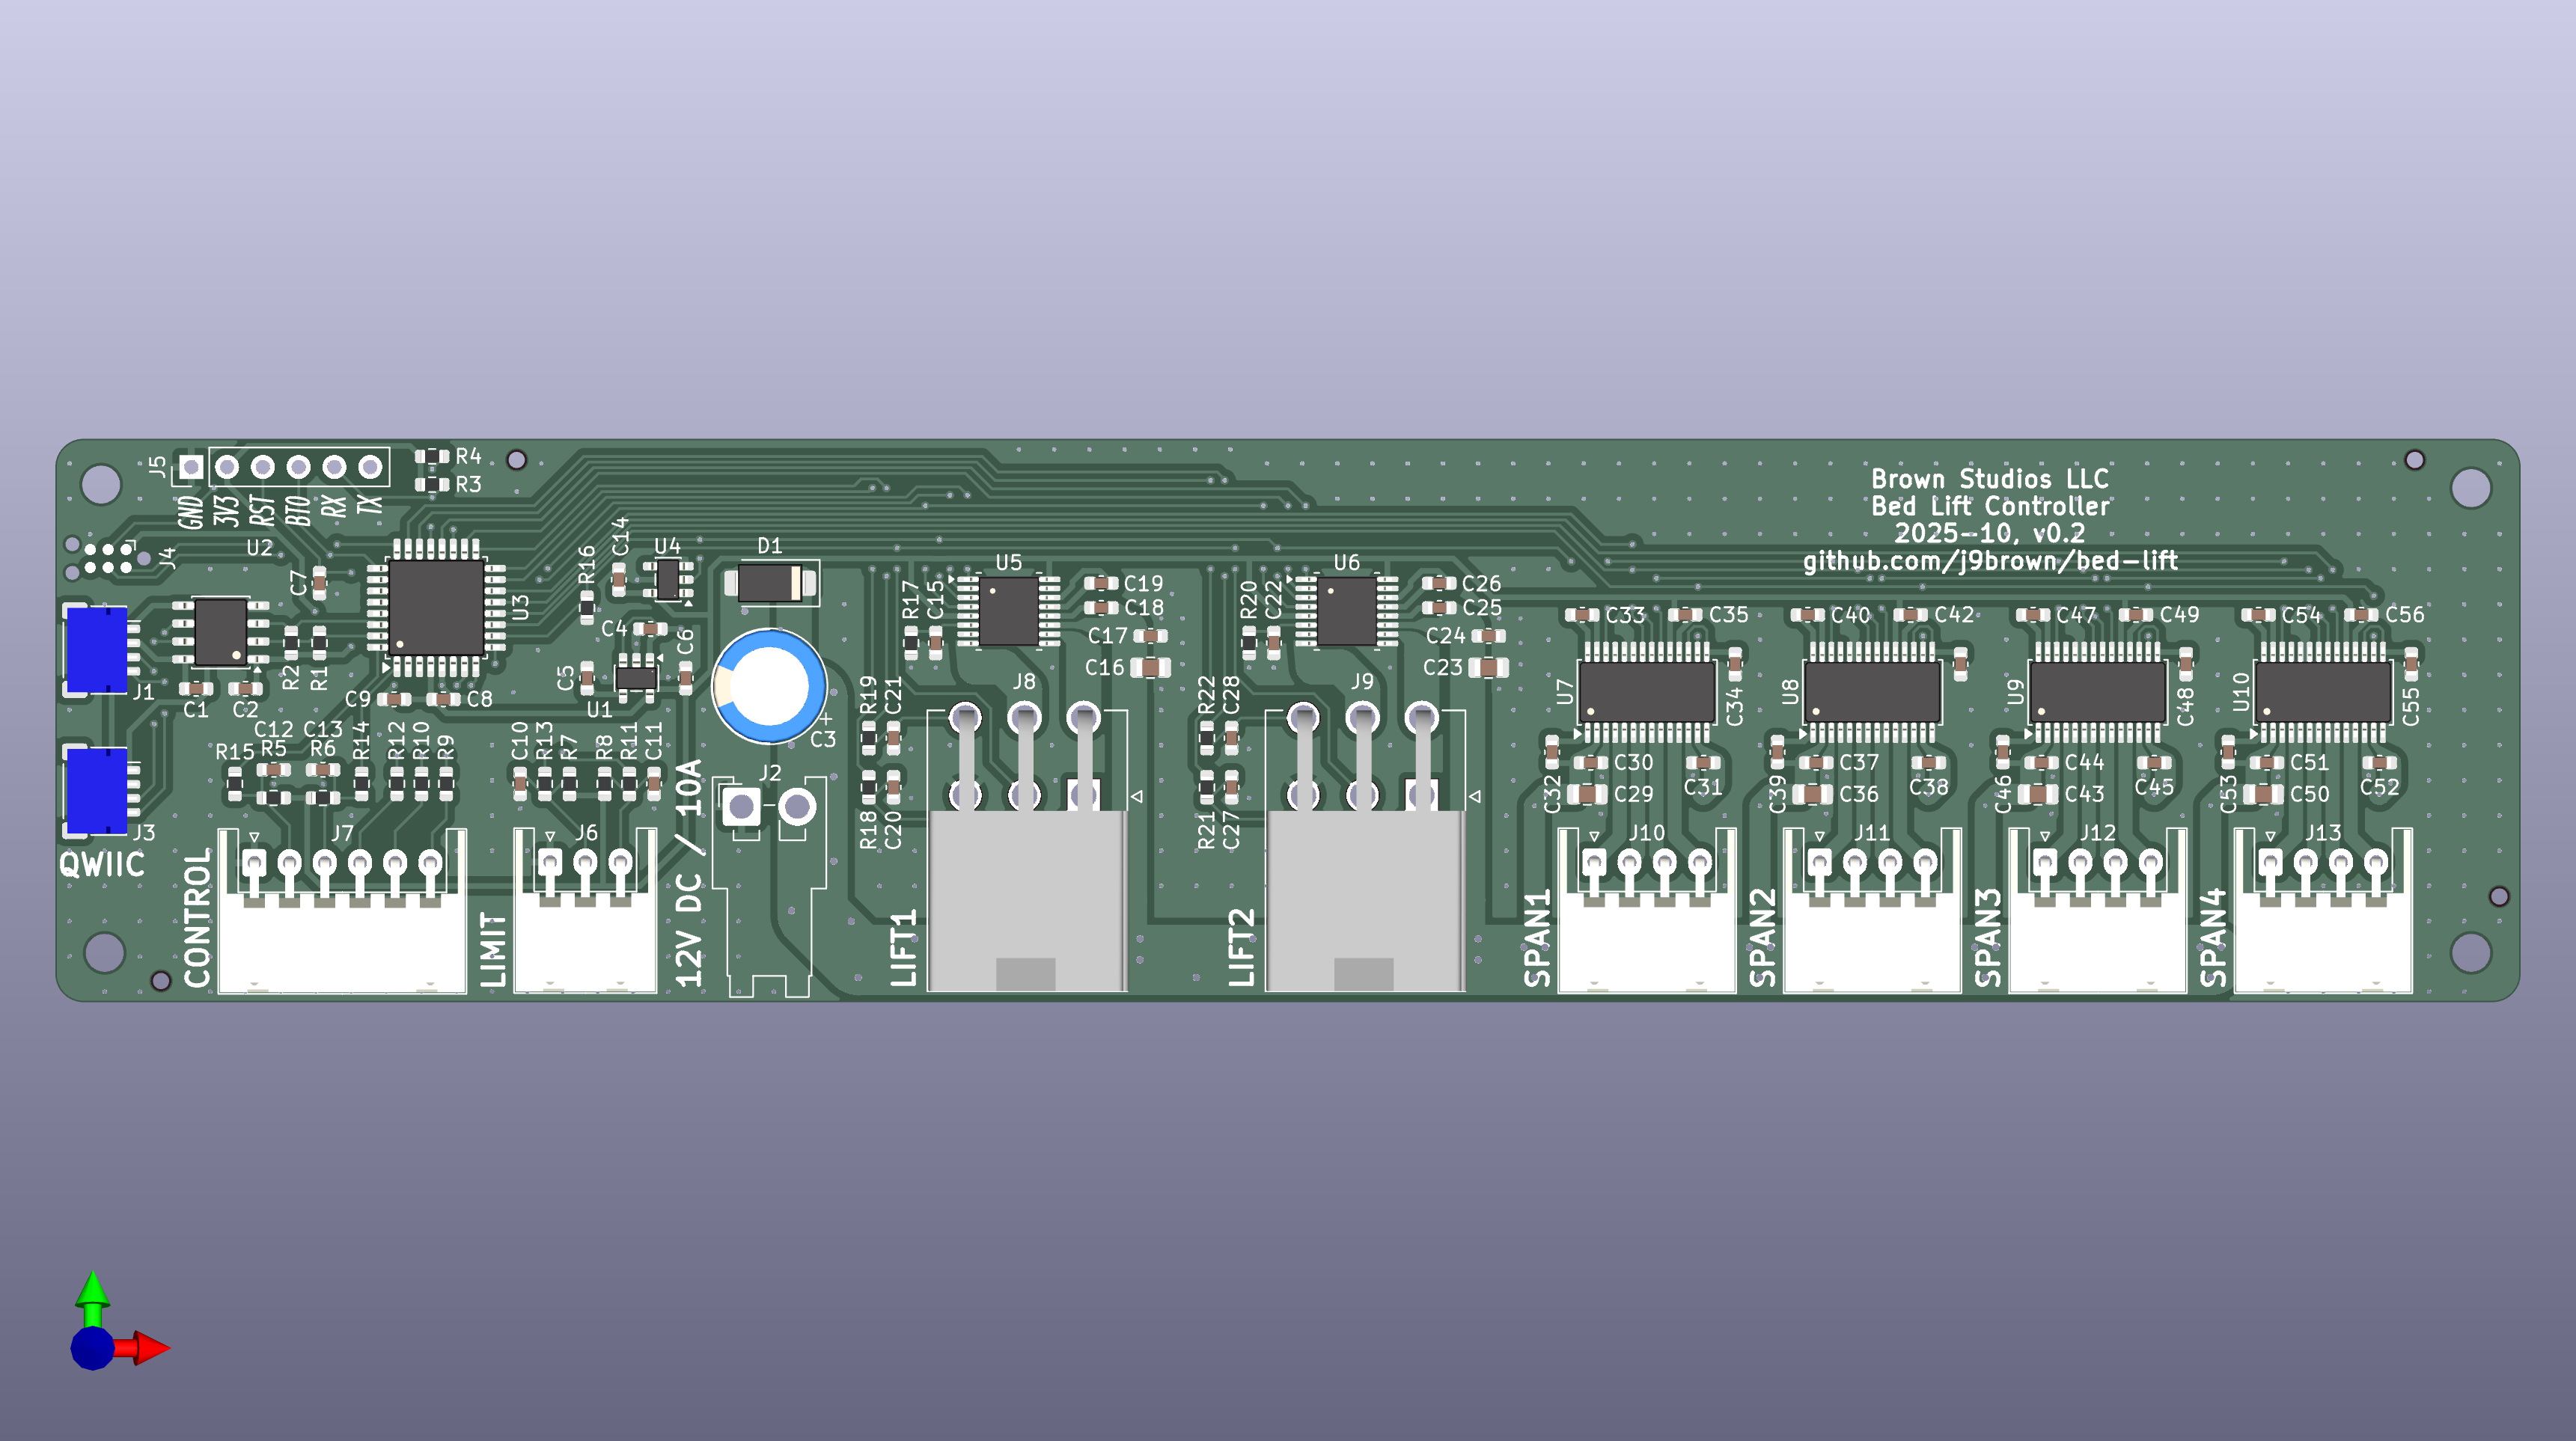 Brown Studios LLC
Bed Lift Controller
2025-10, v0.2
github.com/j9brown/bed-lift
J5
GND
3V3
RST
BT0
RX
TX
R4
R3
J4
U2
C7
U3
R2
R1
J1
C1
C2
C9
C8
C12
C13
R15
R5
R6
R14
R12
R10
R9
J3
QWIIC
J7
CONTROL
R16
C14
U4
C4
C6
C5
U1
C10
R13
R7
R8
R11
C11
J6
LIMIT
D1
+
C3
J2
-
12V DC / 10A
R17
C15
U5
C19
C18
C17
C16
R19
C21
J8
R18
C20
LIFT1
R20
C22
U6
C26
C25
C24
C23
R22
C28
J9
R21
C27
LIFT2
C33
C35
U7
C34
C32
C30
C29
C31
J10
SPAN1
C40
C42
U8
C39
C37
C36
C38
J11
SPAN2
C47
C49
U9
C48
C46
C44
C43
C45
J12
SPAN3
C54
C56
U10
C55
C53
C51
C50
C52
J13
SPAN4